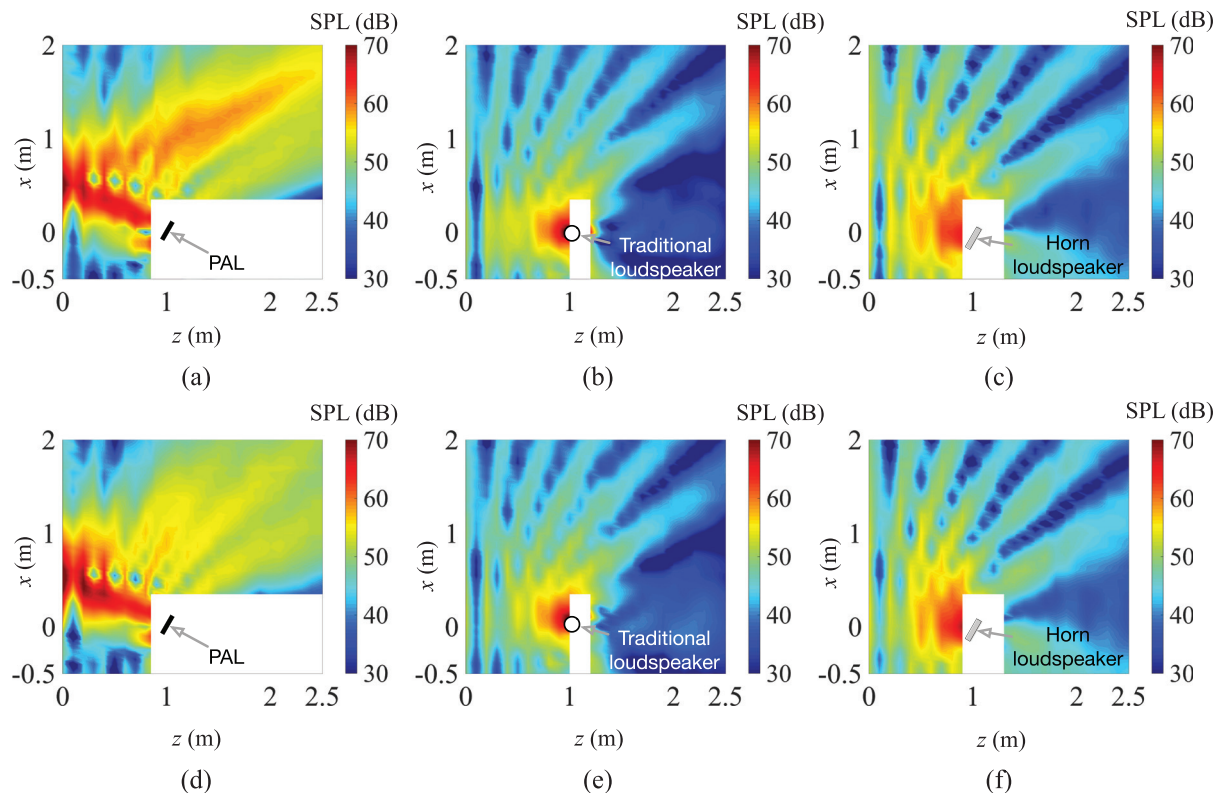 SPL (dB)
SPL (dB)
SPL (dB)
2
1
0
-0.5
x (m)
0
1
2
2.5
z (m)
70
60
50
40
30
PAL
(a)
2
1
0
-0.5
x (m)
0
1
2
2.5
z (m)
70
60
50
40
30
Traditional
loudspeaker
(b)
2
1
0
-0.5
x (m)
0
1
2
2.5
z (m)
70
60
50
40
30
Horn
loudspeaker
(c)
SPL (dB)
SPL (dB)
SPL (dB)
2
1
0
-0.5
x (m)
0
1
2
2.5
z (m)
70
60
50
40
30
PAL
(d)
2
1
0
-0.5
x (m)
0
1
2
2.5
z (m)
70
60
50
40
30
Traditional
loudspeaker
(e)
2
1
0
-0.5
x (m)
0
1
2
2.5
z (m)
70
60
50
40
30
Horn
loudspeaker
(f)